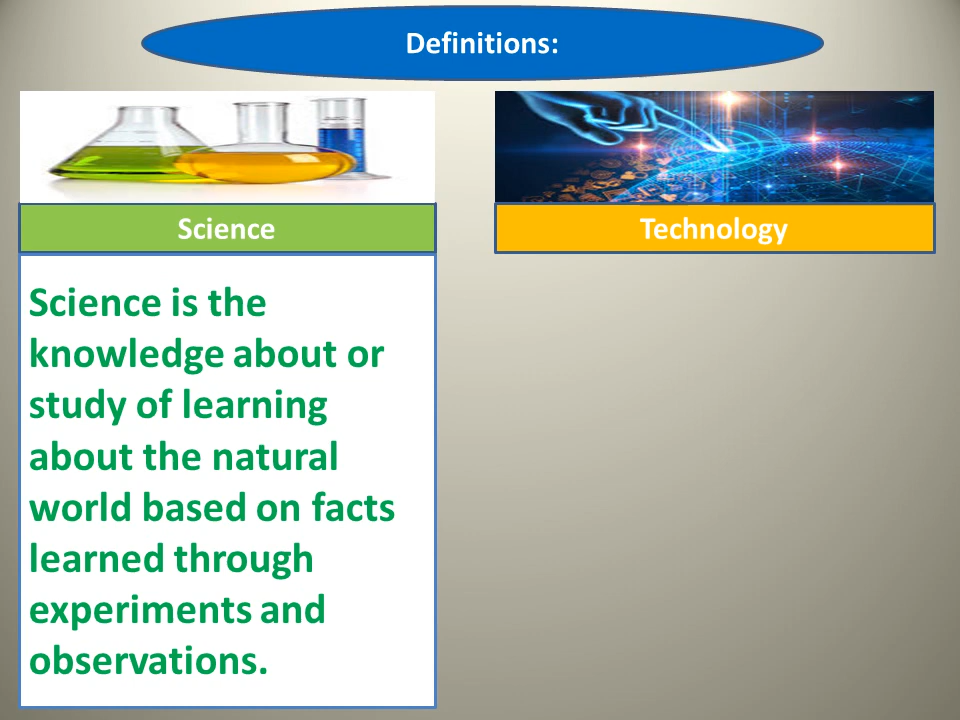 Definitions:
Science
Technology
Science is the
knowledge about or
study of learning
about the natural
world based on facts
learned through
experiments and
observations.